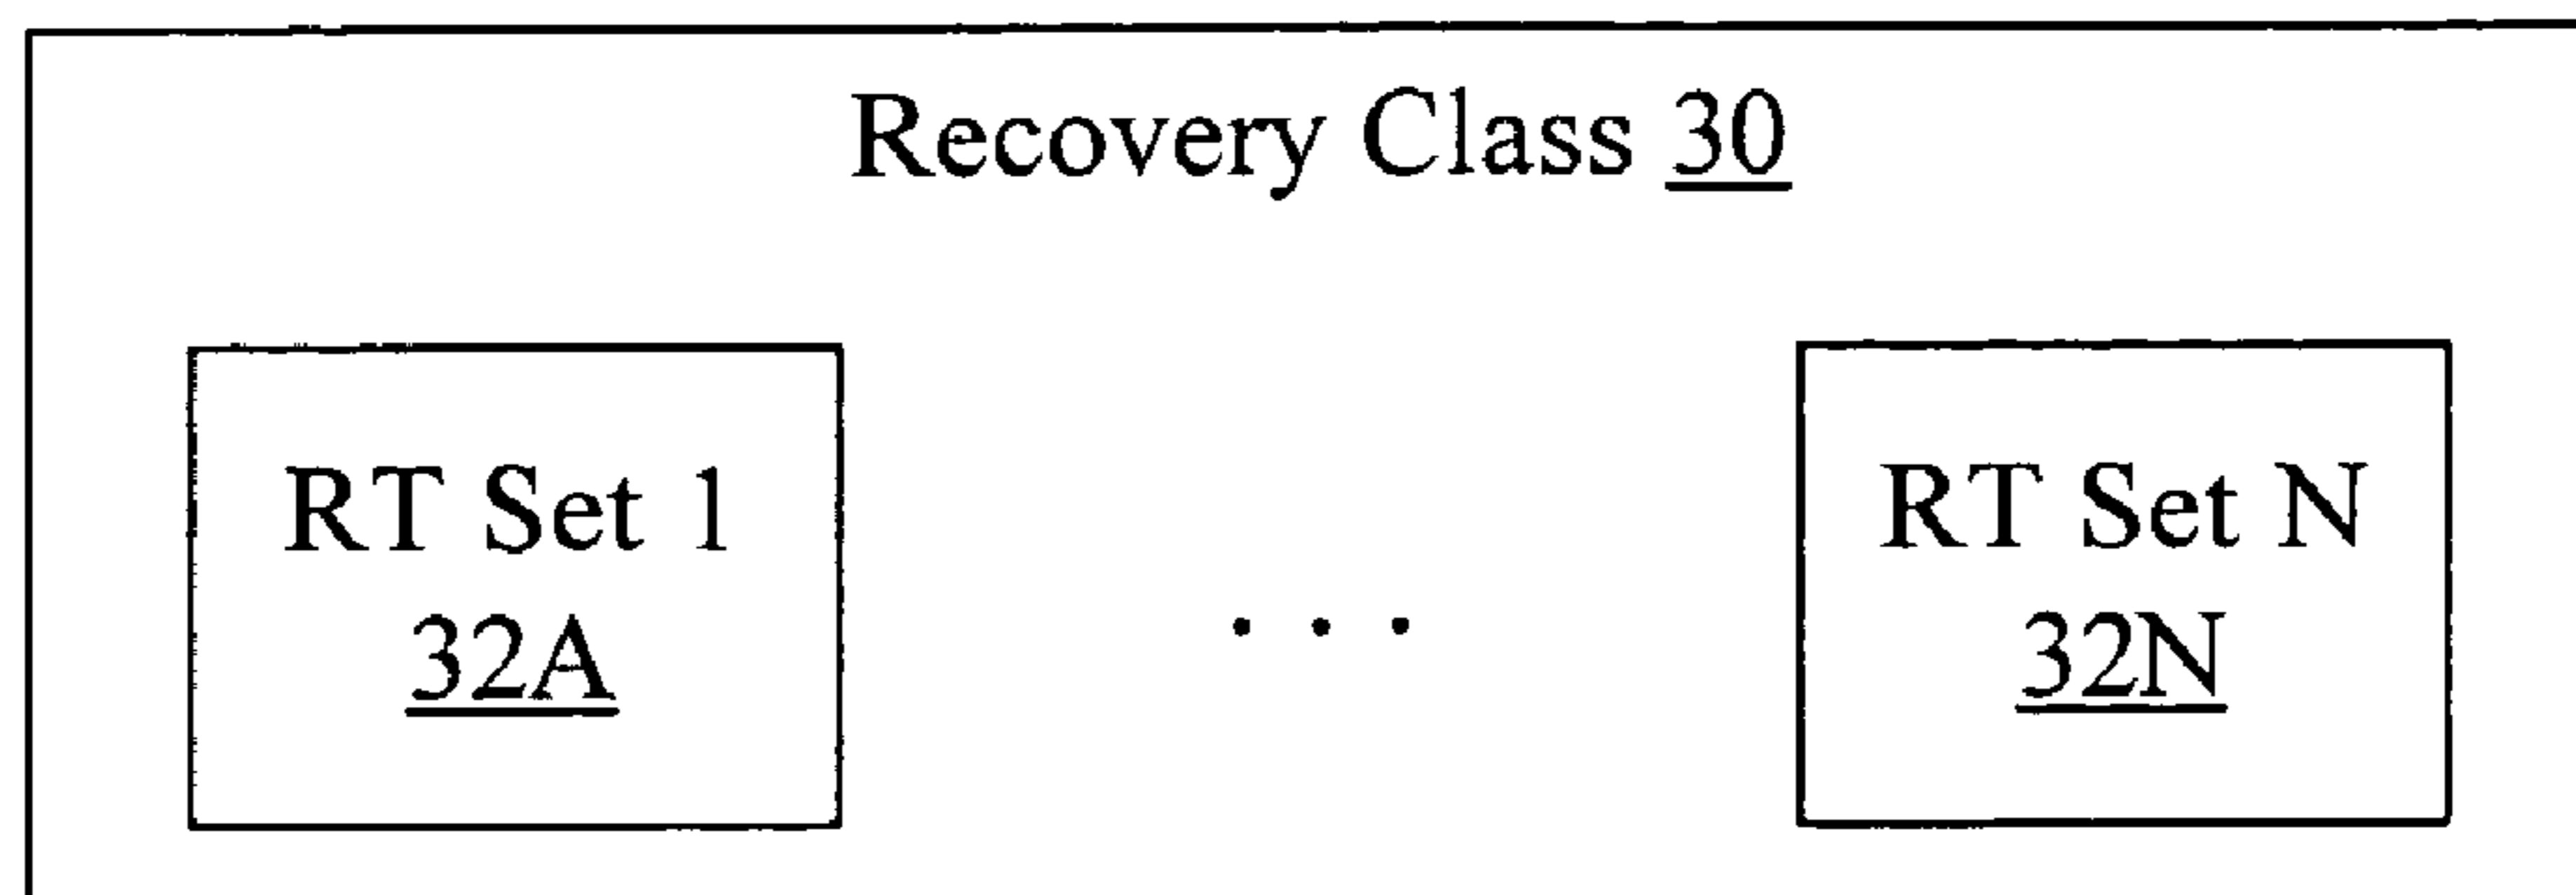 Recovery Class 30
RT Set 1
32A
. . .
RT Set N
32N